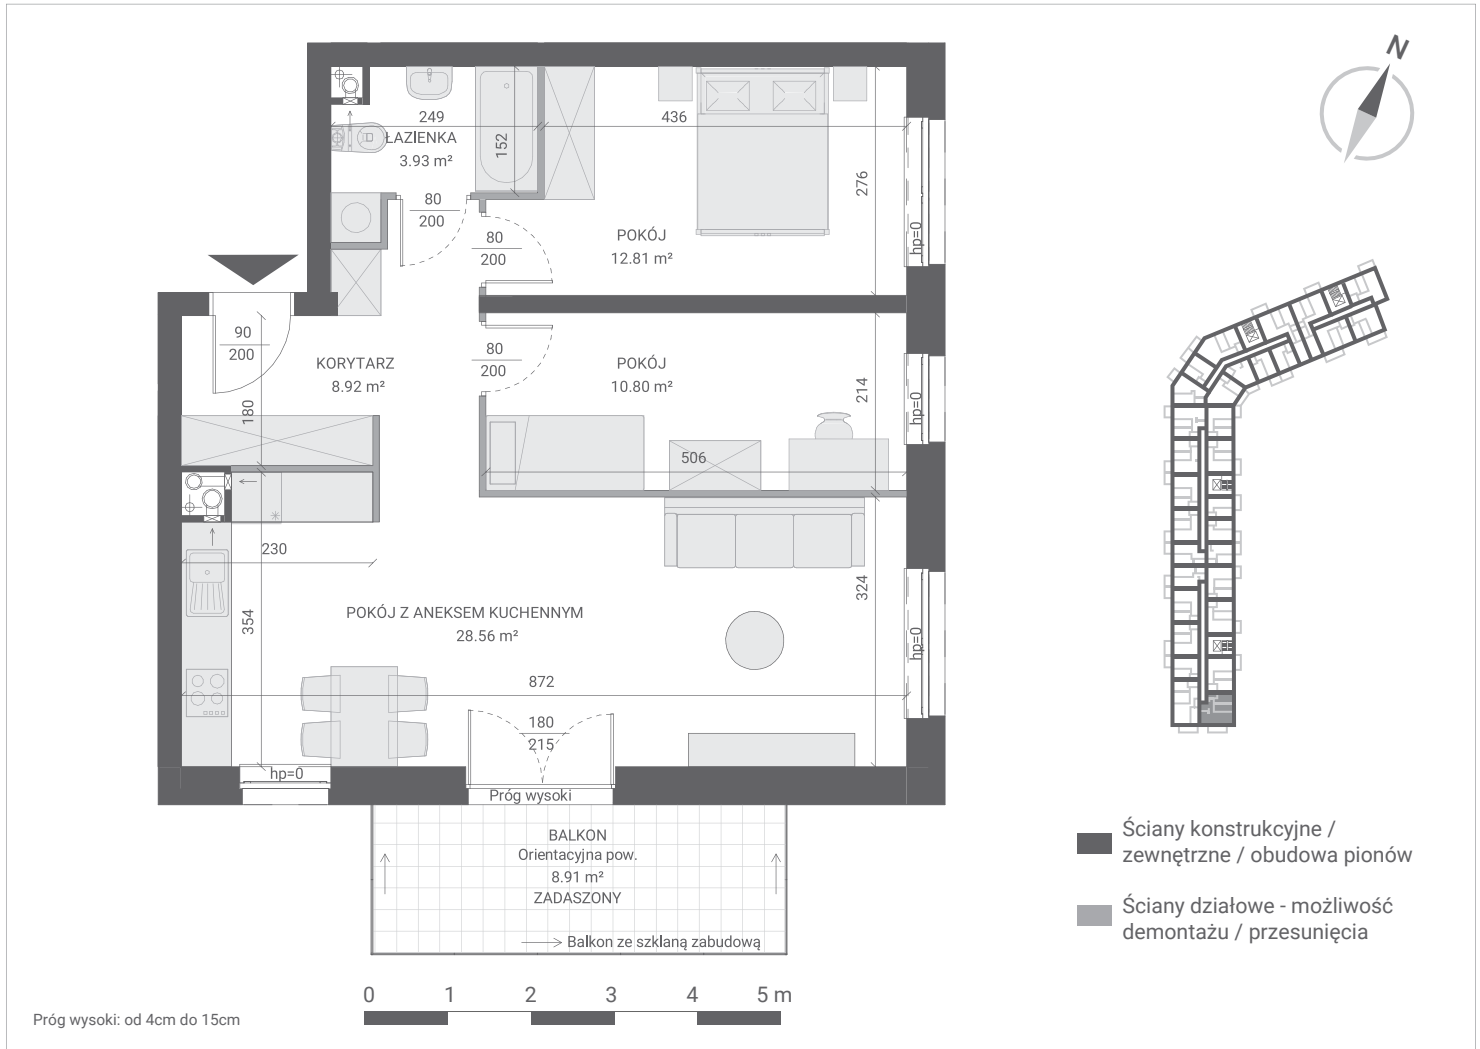 N
249
ŁAZIENKA
3.93 m²
152
436
276
80
200
80
200
POKÓJ
12.81 m²
hp=0
90
200
KORYTARZ
8.92 m²
180
80
200
POKÓJ
10.80 m²
214
hp=0
506
230
354
POKÓJ Z ANEKSEM KUCHENNYM
28.56 m²
324
hp=0
872
180
215
hp=0
Próg wysoki
BALKON
Orientacyjna pow.
8.91 m²
ZADASZONY
Balkon ze szklaną zabudową
Ściany konstrukcyjne /
zewnętrzne / obudowa pionów
Ściany działowe - możliwość
demontażu / przesunięcia
0 1 2 3 4 5 m
Próg wysoki: od 4cm do 15cm